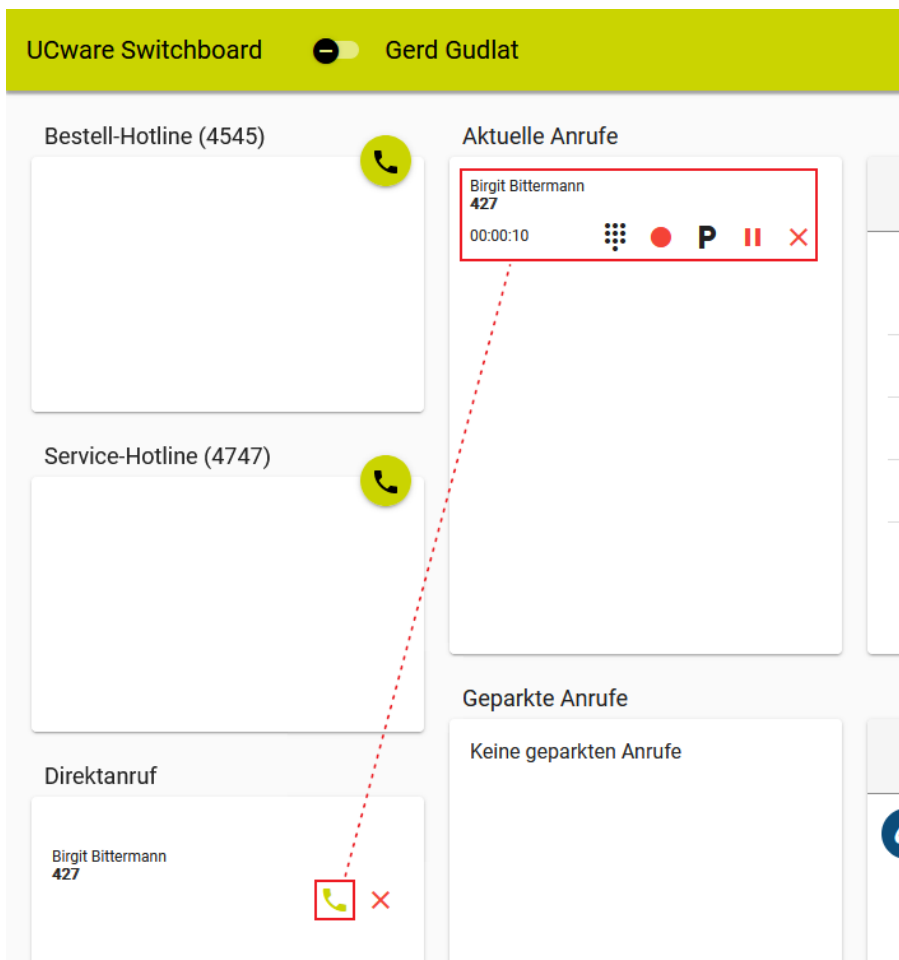 UCware Switchboard Gerd Gudlat
Bestell-Hotline (4545)
Aktuelle Anrufe
Birgit Bittermann
427
00:00:10 P
Service-Hotline (4747)
Geparkte Anrufe
Keine geparkten Anrufe
Direktanruf
Birgit Bittermann
427